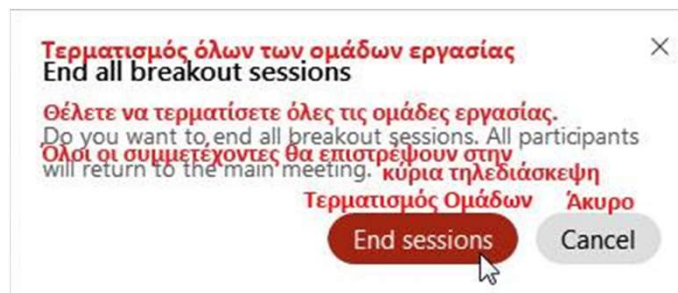 Τερματισμός όλων των ομάδων εργασίας
End all breakout sessions
Θέλετε να τερματίσετε όλες τις ομάδες εργασίας.
Do you want to end all breakout sessions. All participants
Όλοι οι συμμετέχοντες θα επιστρέψουν στην
will return to the main meeting. κύρια τηλεδιάσκεψη
Τερματισμός Ομάδων Άκυρο
End sessions Cancel